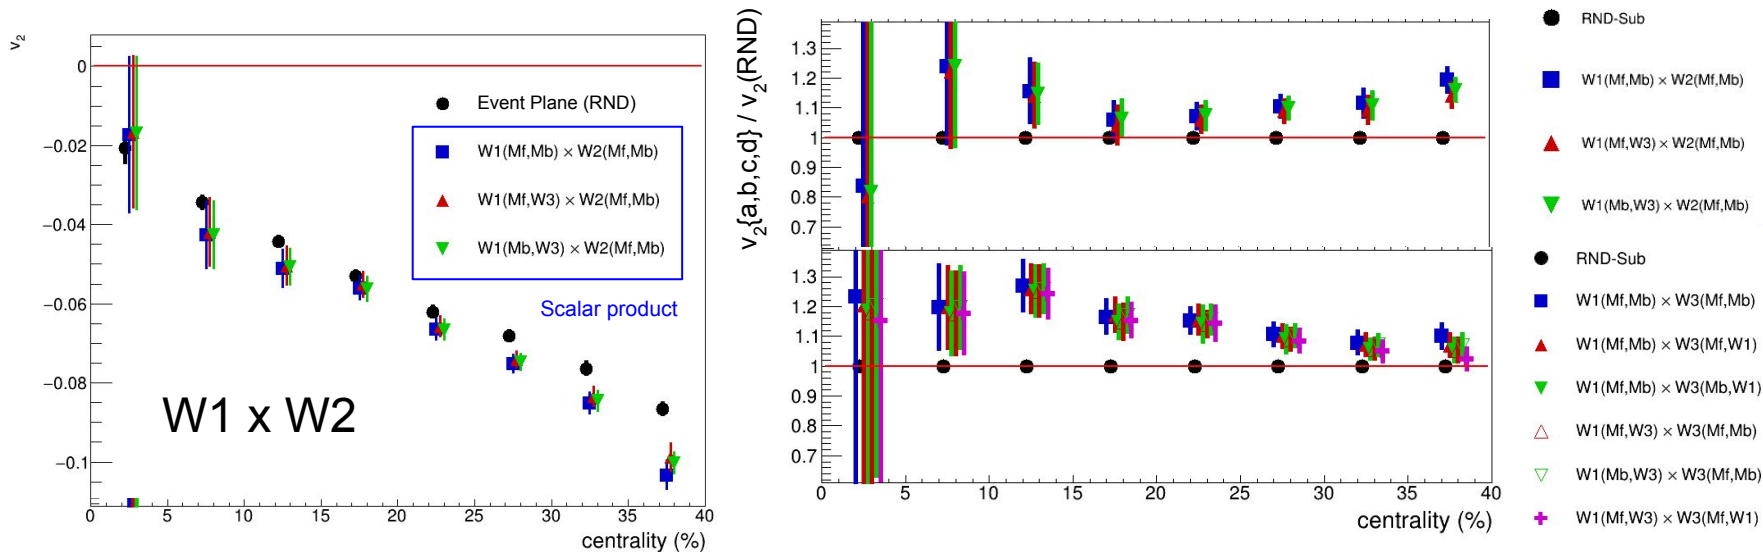 v2
0
−0.02
−0.04
−0.06
−0.08
−0.1
0 5 10 15 20 25 30 35 40
centrality (%)
Event Plane (RND)
W1(Mf,Mb) × W2(Mf,Mb)
W1(Mf,W3) × W2(Mf,Mb)
W1(Mb,W3) × W2(Mf,Mb)
Scalar product
W1 x W2
v2{a,b,c,d} / v2(RND)
1.3
1.2
1.1
1
0.9
0.8
0.7
1.3
1.2
1.1
1
0.9
0.8
0.7
0 5 10 15 20 25 30 35 40
centrality (%)
RND-Sub
W1(Mf,Mb) × W2(Mf,Mb)
W1(Mf,W3) × W2(Mf,Mb)
W1(Mb,W3) × W2(Mf,Mb)
RND-Sub
W1(Mf,Mb) × W3(Mf,Mb)
W1(Mf,Mb) × W3(Mf,W1)
W1(Mf,Mb) × W3(Mb,W1)
W1(Mf,W3) × W3(Mf,Mb)
W1(Mb,W3) × W3(Mf,Mb)
W1(Mf,W3) × W3(Mf,W1)